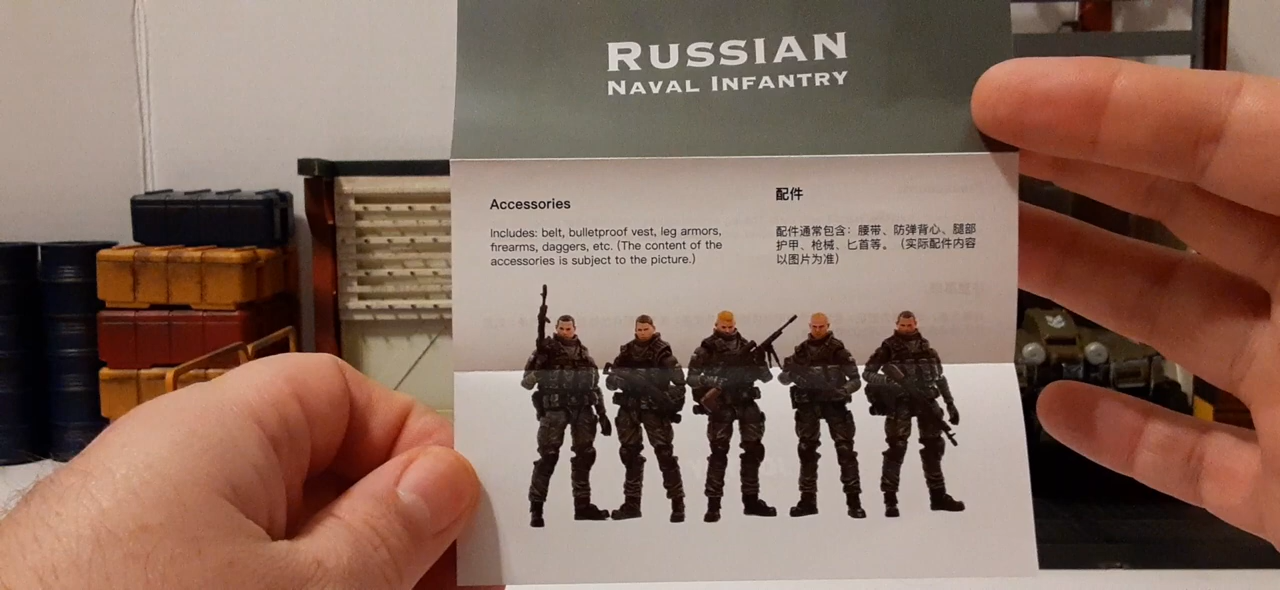 RUSSIAN
NAVAL INFANTRY
Accessories
Includes: belt, bulletproof vest, leg armors,
firearms, daggers, etc. (The content of the
accessories is subject to the picture.)
配件
配件通常包含：腰带、防弹背心、腿部
护甲、枪械、匕首等。（实际配件内容
以图片为准）